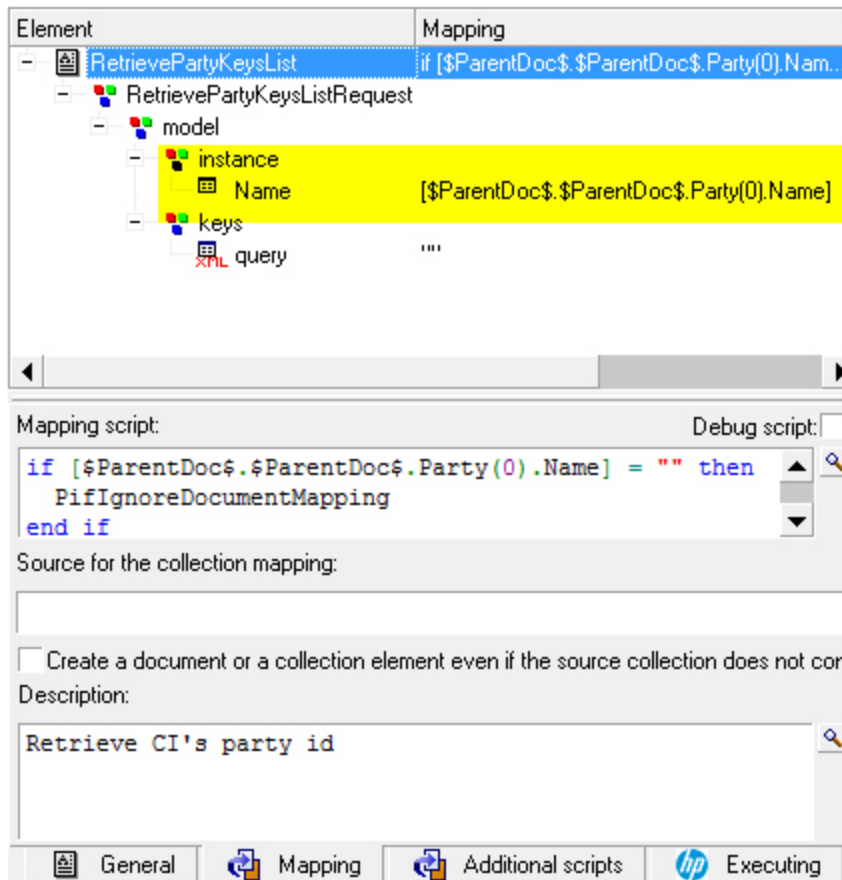 Element Mapping
RetrievePartyKeysList if [$ParentDoc$.$ParentDoc$.Party(0).Nam...
RetrievePartyKeysListRequest
model
instance
Name [$ParentDoc$.$ParentDoc$.Party(0).Name]
keys
XML query ""
Mapping script: Debug script:
if [$ParentDoc$.$ParentDoc$.Party(0).Name] = "" then
PifIgnoreDocumentMapping
end if
Source for the collection mapping:
Create a document or a collection element even if the source collection does not cor
Description:
Retrieve CI's party id
General Mapping Additional scripts hp Executing